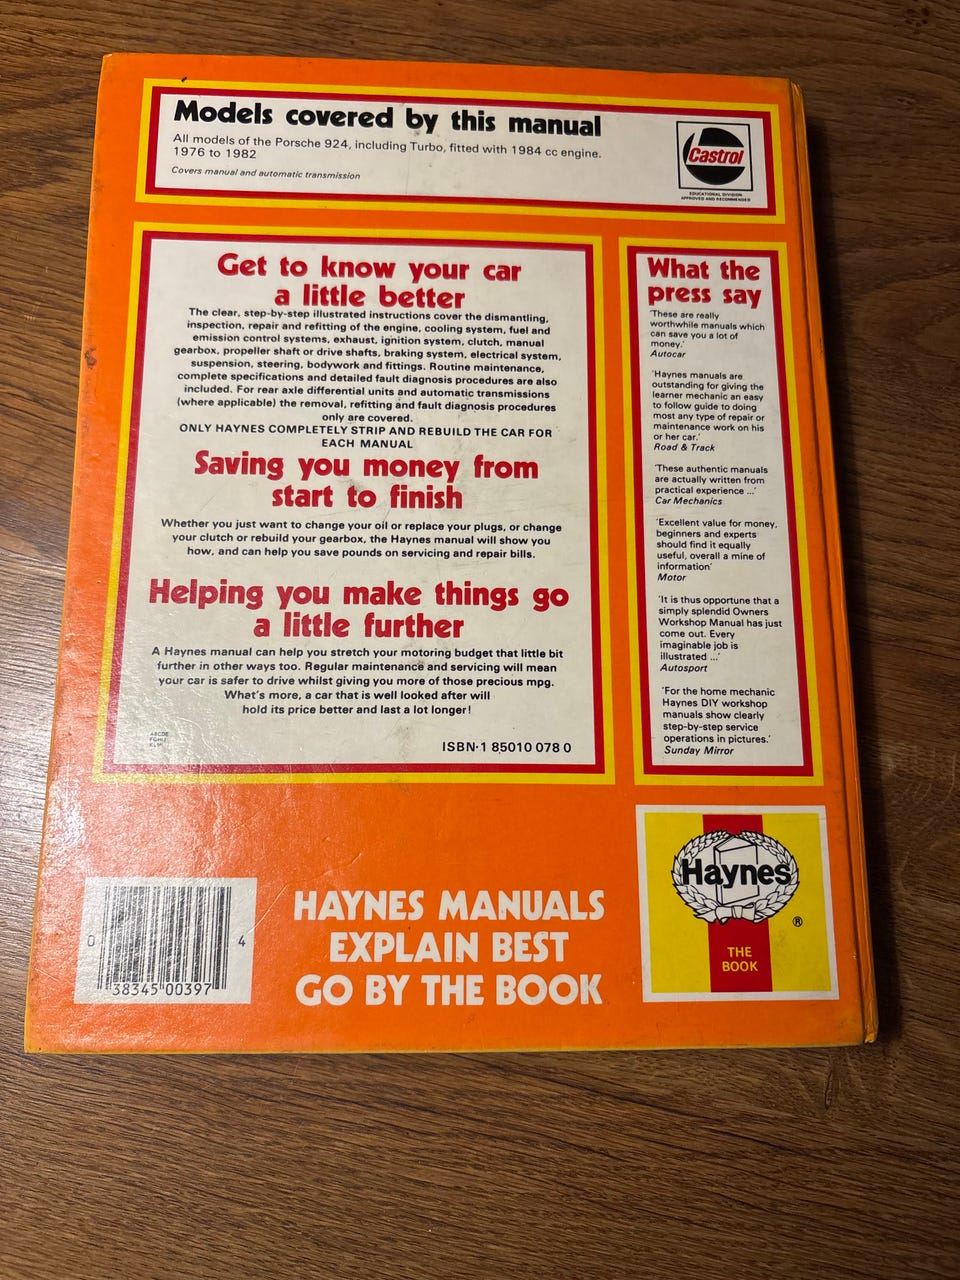 Models covered by this manual
All models of the Porsche 924, including Turbo, fitted with 1984 cc engine.
1976 to 1982
Covers manual and automatic transmission
Castrol
EDUCATIONAL DIVISION
APPROVED AND RECOMMENDED
Get to know your car
a little better
The clear, step-by-step illustrated instructions cover the dismantling,
inspection, repair and refitting of the engine, cooling system, fuel and
emission control systems, exhaust, ignition system, clutch, manual
gearbox, propeller shaft or drive shafts, braking system, electrical system,
suspension, steering, bodywork and fittings. Routine maintenance,
complete specifications and detailed fault diagnosis procedures are also
included. For rear axle differential units and automatic transmissions
(where applicable) the removal, refitting and fault diagnosis procedures
only are covered.
ONLY HAYNES COMPLETELY STRIP AND REBUILD THE CAR FOR
EACH MANUAL
Saving you money from
start to finish
Whether you just want to change your oil or replace your plugs, or change
your clutch or rebuild your gearbox, the Haynes manual will show you
how, and can help you save pounds on servicing and repair bills.
Helping you make things go
a little further
A Haynes manual can help you stretch your motoring budget that little bit
further in other ways too. Regular maintenance and servicing will mean
your car is safer to drive whilst giving you more of those precious mpg.
What's more, a car that is well looked after will
hold its price better and last a lot longer!
ABCDE
FGHIJ
ISBN·1 85010 078 0
What the
press say
'These are really
worthwhile manuals which
can save you a lot of
money.'
Autocar
'Haynes manuals are
outstanding for giving the
learner mechanic an easy
to follow guide to doing
most any type of repair or
maintenance work on his
or her car.'
Road & Track
'These authentic manuals
are actually written from
practical experience ...'
Car Mechanics
'Excellent value for money,
beginners and experts
should find it equally
useful, overall a mine of
information'
Motor
'It is thus opportune that a
simply splendid Owners
Workshop Manual has just
come out. Every
imaginable job is
illustrated ...'
Autosport
'For the home mechanic
Haynes DIY workshop
manuals show clearly
step-by-step service
operations in pictures.'
Sunday Mirror
0 38345 00397 4
HAYNES MANUALS
EXPLAIN BEST
GO BY THE BOOK
Haynes
®
THE
BOOK